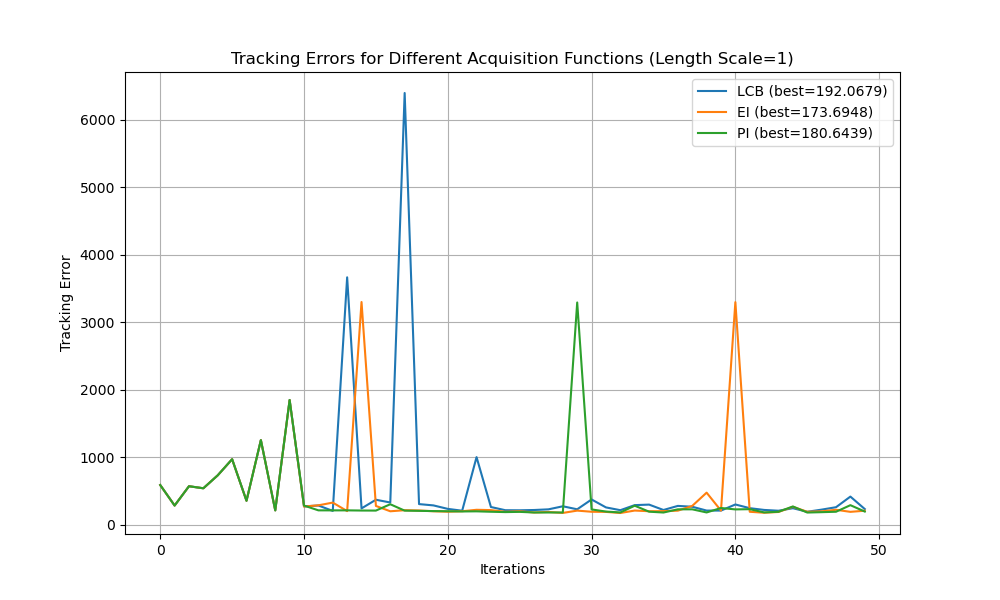 Tracking Errors for Different Acquisition Functions (Length Scale=1)
LCB (best=192.0679)
EI (best=173.6948)
PI (best=180.6439)
6000
5000
4000
3000
2000
1000
0
Tracking Error
0 10 20 30 40 50
Iterations